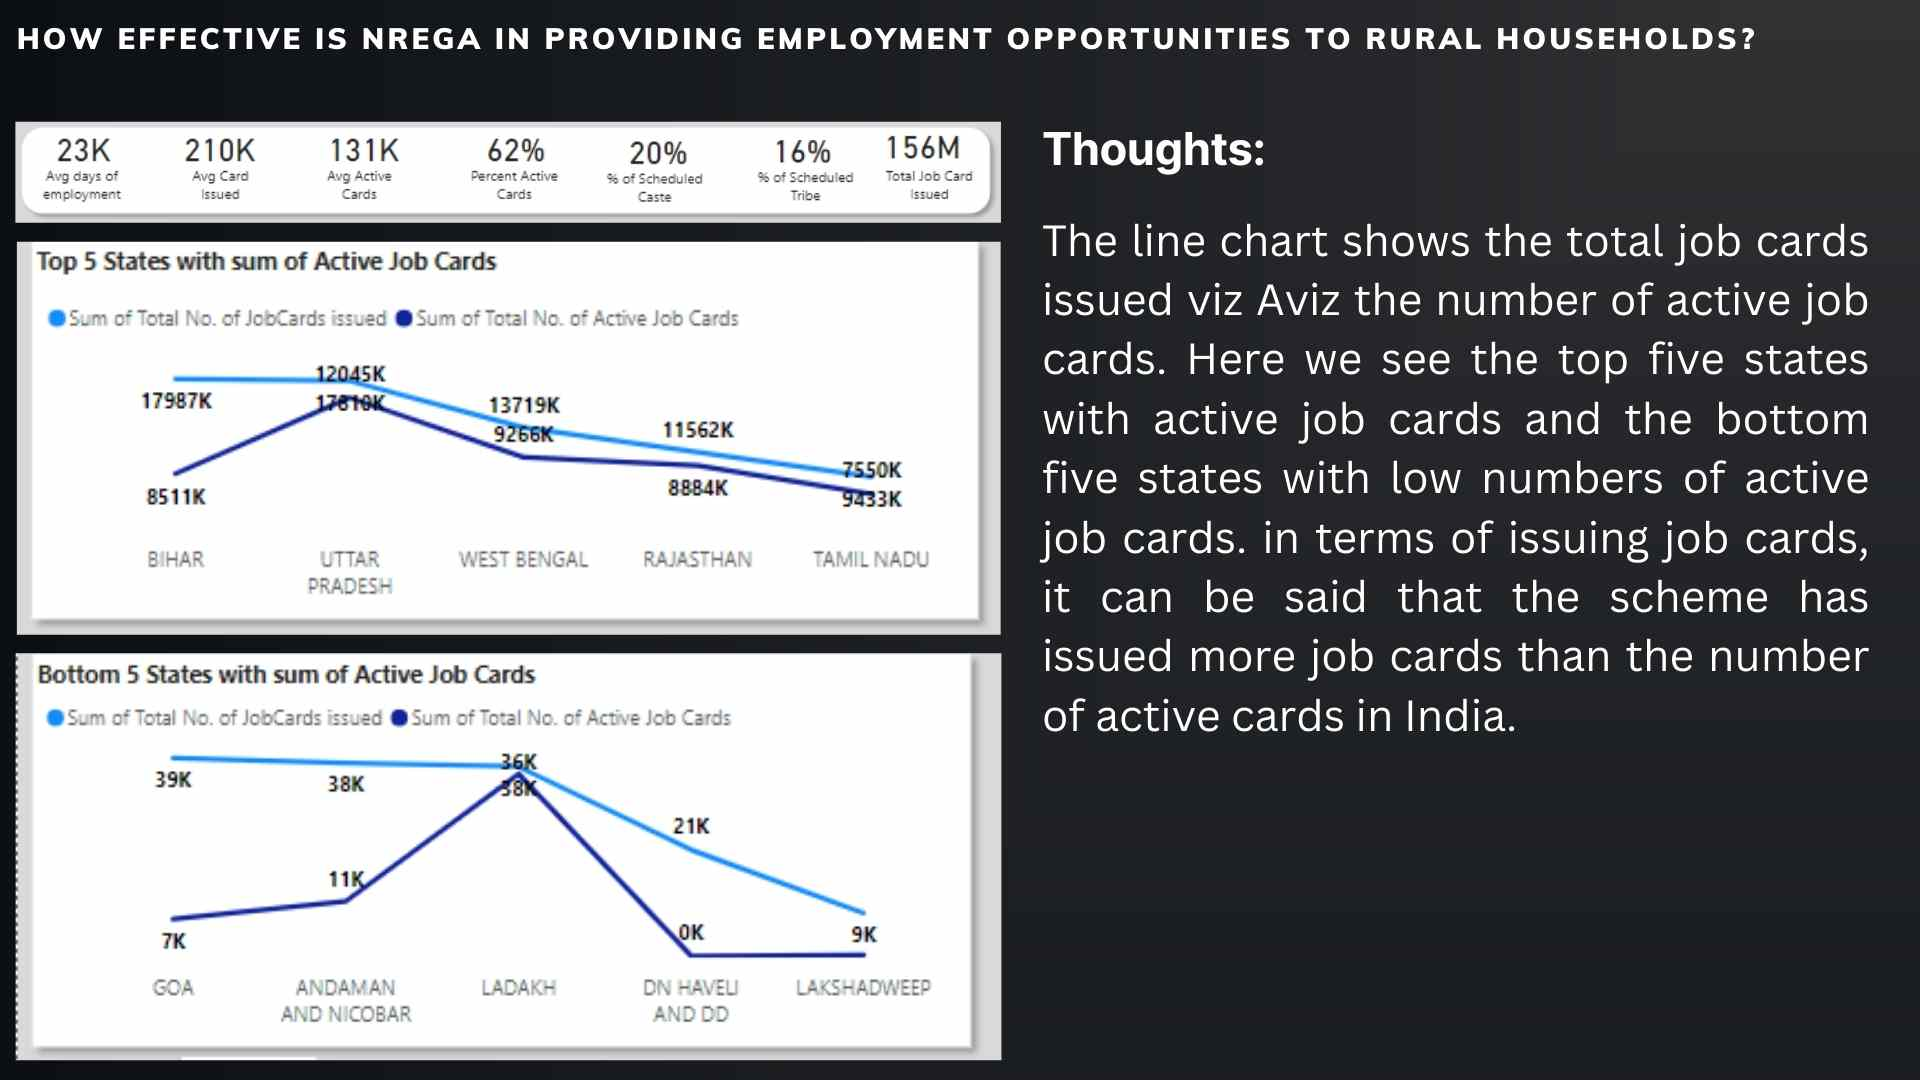 HOW EFFECTIVE IS NREGA IN PROVIDING EMPLOYMENT OPPORTUNITIES TO RURAL HOUSEHOLDS?
23K
Avg days of
employment
210K
Avg Card
Issued
131K
Avg Active
Cards
62%
Percent Active
Cards
20%
% of Scheduled
Caste
16%
% of Scheduled
Tribe
156M
Total Job Card
Issued
Top 5 States with sum of Active Job Cards
Sum of Total No. of JobCards issued Sum of Total No. of Active Job Cards
17987K
12045K
17810K
13719K
9266K
11562K
7550K
8511K
8884K
9433K
BIHAR
UTTAR
PRADESH
WEST BENGAL
RAJASTHAN
TAMIL NADU
Bottom 5 States with sum of Active Job Cards
Sum of Total No. of JobCards issued Sum of Total No. of Active Job Cards
39K
38K
36K
38K
21K
11K
7K
0K
9K
GOA
ANDAMAN
AND NICOBAR
LADAKH
DN HAVELI
AND DD
LAKSHADWEEP
Thoughts:
The line chart shows the total job cards
issued viz Aviz the number of active job
cards. Here we see the top five states
with active job cards and the bottom
five states with low numbers of active
job cards. in terms of issuing job cards,
it can be said that the scheme has
issued more job cards than the number
of active cards in India.